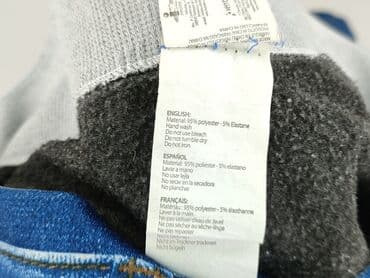 ENGLISH:
Material: 95% polyester - 5% Elastane
Hand wash
Do not use bleach
Do not tumble dry
Do not iron
ESPAÑOL
Material: 95% poliéster - 5% elastano
Lavar a mano
No use lejía
No secar en la secadora
No planchar
FRANÇAIS:
Matériau: 95% polyester - 5% élasthanne
Laver à la main
Ne pas utiliser d'eau de javel
Ne pas sécher au sèche-linge
Ne pas repasser
Nicht im Trockner trocknen
Nicht bügeln